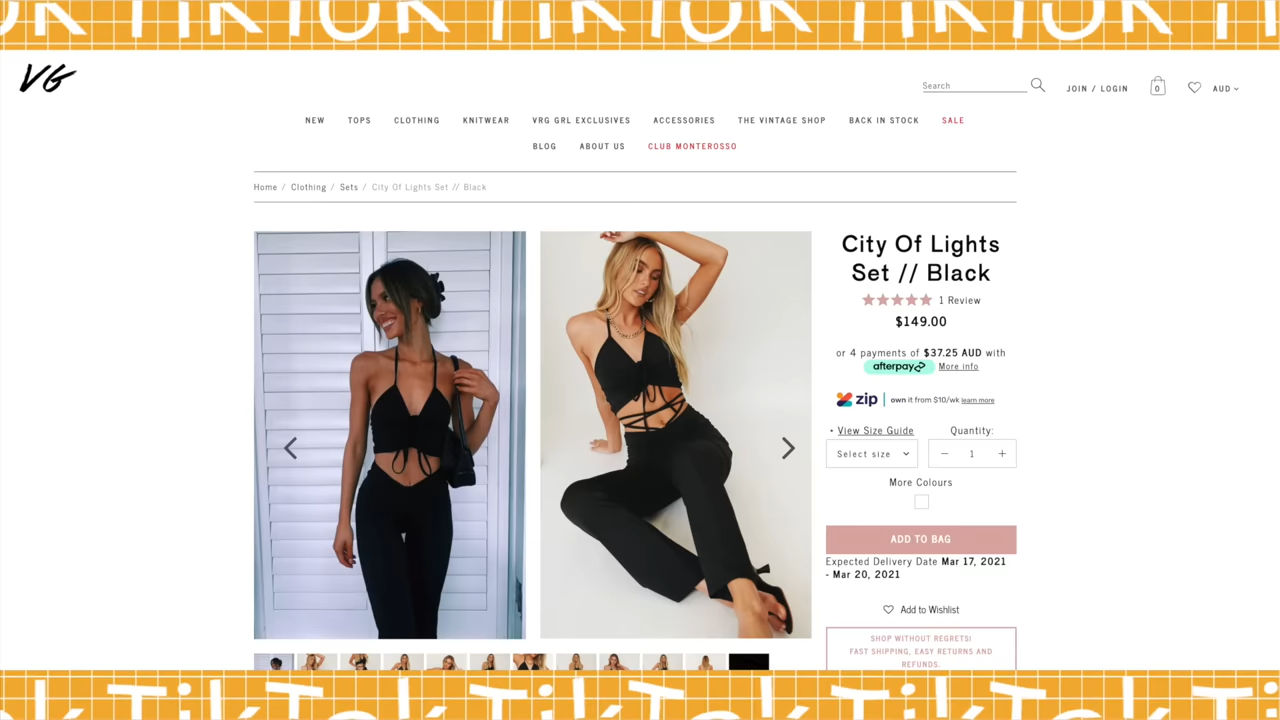 TikTok TikTok TikTok
VG
Search
JOIN / LOGIN
0
AUD
NEW TOPS CLOTHING KNITWEAR VRG GRL EXCLUSIVES ACCESSORIES THE VINTAGE SHOP BACK IN STOCK SALE
BLOG ABOUT US CLUB MONTEROSSO
Home / Clothing / Sets / City Of Lights Set // Black
City Of Lights
Set // Black
1 Review
$149.00
or 4 payments of $37.25 AUD with
afterpay More info
zip | own it from $10/wk learn more
• View Size Guide
Quantity:
Select size
− 1 +
More Colours
ADD TO BAG
Expected Delivery Date Mar 17, 2021
- Mar 20, 2021
Add to Wishlist
SHOP WITHOUT REGRETS!
FAST SHIPPING, EASY RETURNS AND
REFUNDS.
TikTok TikTok TikTok